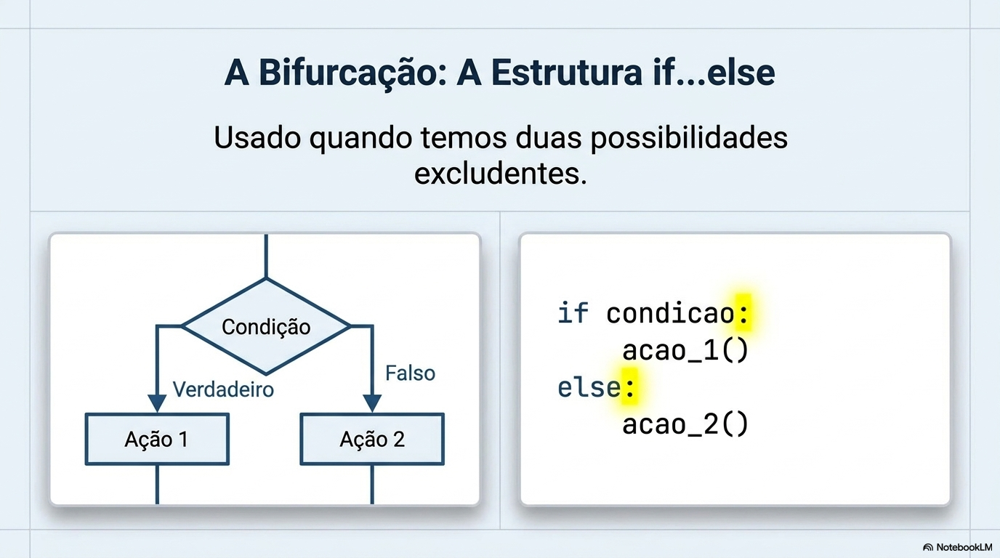 A Bifurcação: A Estrutura if...else
Usado quando temos duas possibilidades
excludentes.
Condição
Verdadeiro
Falso
Ação 1
Ação 2
if condicao:
    acao_1()
else:
    acao_2()
NotebookLM